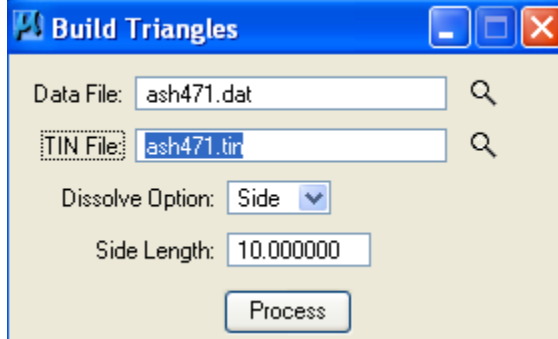 Build Triangles
Data File: ash471.dat
TIN File: ash471.tin
Dissolve Option: Side
Side Length: 10.000000
Process